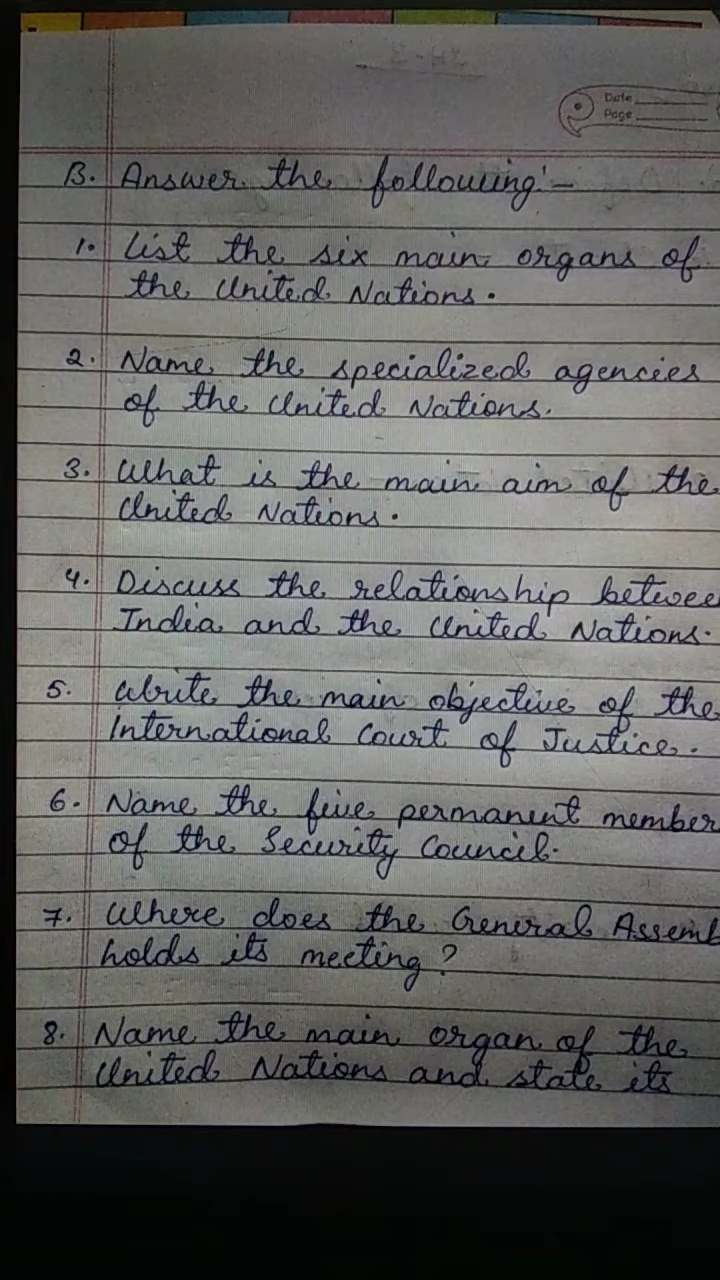 Date
Page
B. Answer the following:-
1. List the six main organs of
the United Nations.
2. Name the specialized agencies
of the United Nations.
3. What is the main aim of the
United Nations.
4. Discuss the relationship betwee
India and the United Nations.
5. Write the main objective of the
International Court of Justice.
6. Name the five permanent member
of the Security Council.
7. Where does the General Assemb
holds its meeting?
8. Name the main organ of the
United Nations and state its